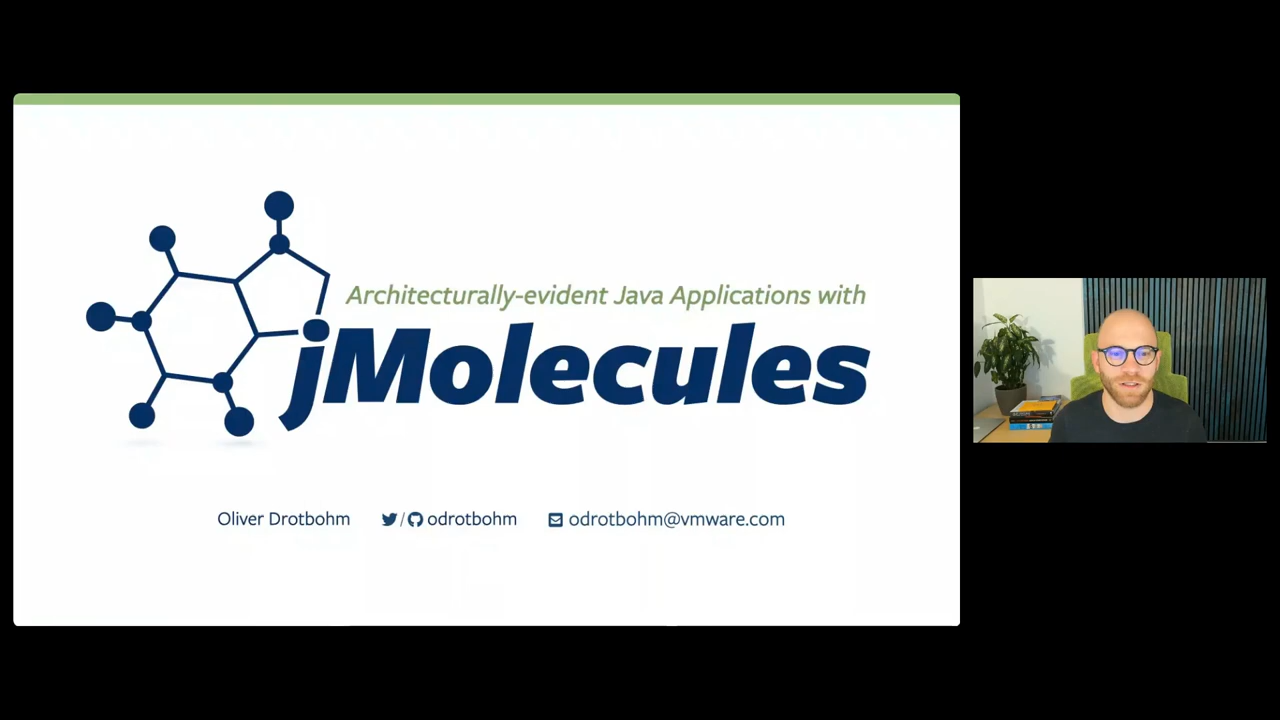 Architecturally-evident Java Applications with
jMolecules
Oliver Drotbohm / odrotbohm odrotbohm@vmware.com